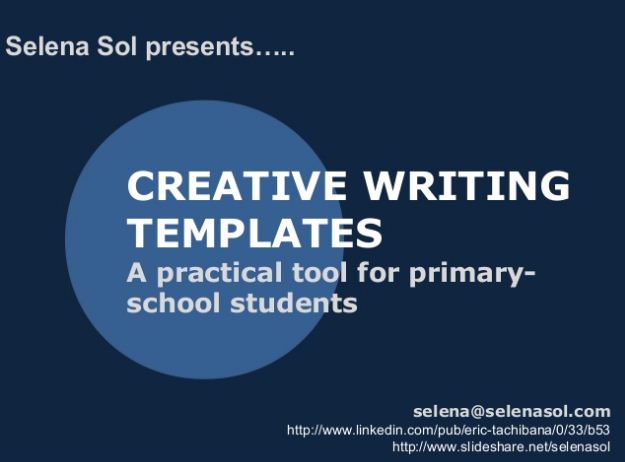 Selena Sol presents…..
CREATIVE WRITING
TEMPLATES
A practical tool for primary-
school students
selena@selenasol.com
http://www.linkedin.com/pub/eric-tachibana/0/33/b53
http://www.slideshare.net/selenasol